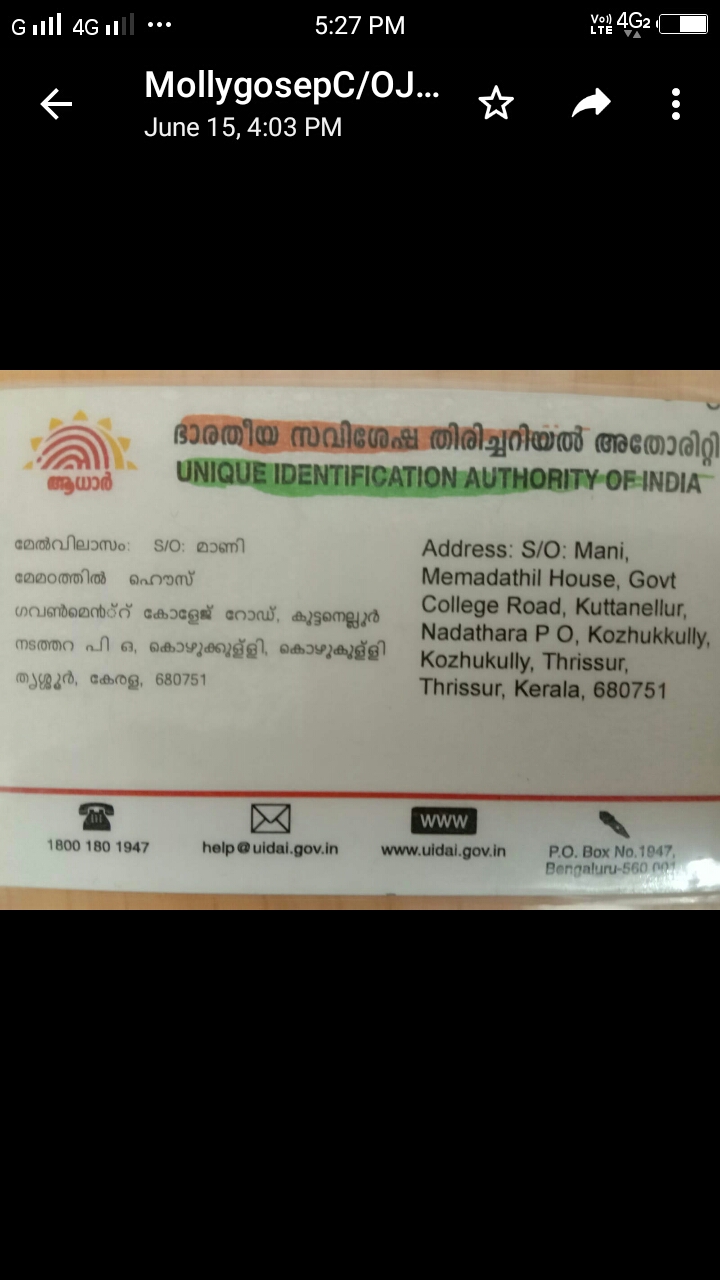 G 4G ••• 5:27 PM Vo)) LTE 4G2
MollygosepC/OJ...
June 15, 4:03 PM
ആധാർ
ഭാരതീയ സവിശേഷ തിരിച്ചറിയൽ അതോരിറ്റി
UNIQUE IDENTIFICATION AUTHORITY OF INDIA
മേൽവിലാസം: S/O: മാണി
മേമഠത്തിൽ ഹൌസ്
ഗവൺമെൻ്റ് കോളേജ് റോഡ്, കുട്ടനെല്ലൂർ
നടത്തറ പി ഒ, കൊഴുക്കുള്ളി, കൊഴുകുള്ളി
തൃശ്ശൂർ, കേരള, 680751
Address: S/O: Mani,
Memadathil House, Govt
College Road, Kuttanellur,
Nadathara P O, Kozhukkully,
Kozhukully, Thrissur,
Thrissur, Kerala, 680751
1800 180 1947
help@uidai.gov.in
WWW
www.uidai.gov.in
P.O. Box No.1947,
Bengaluru-560 001